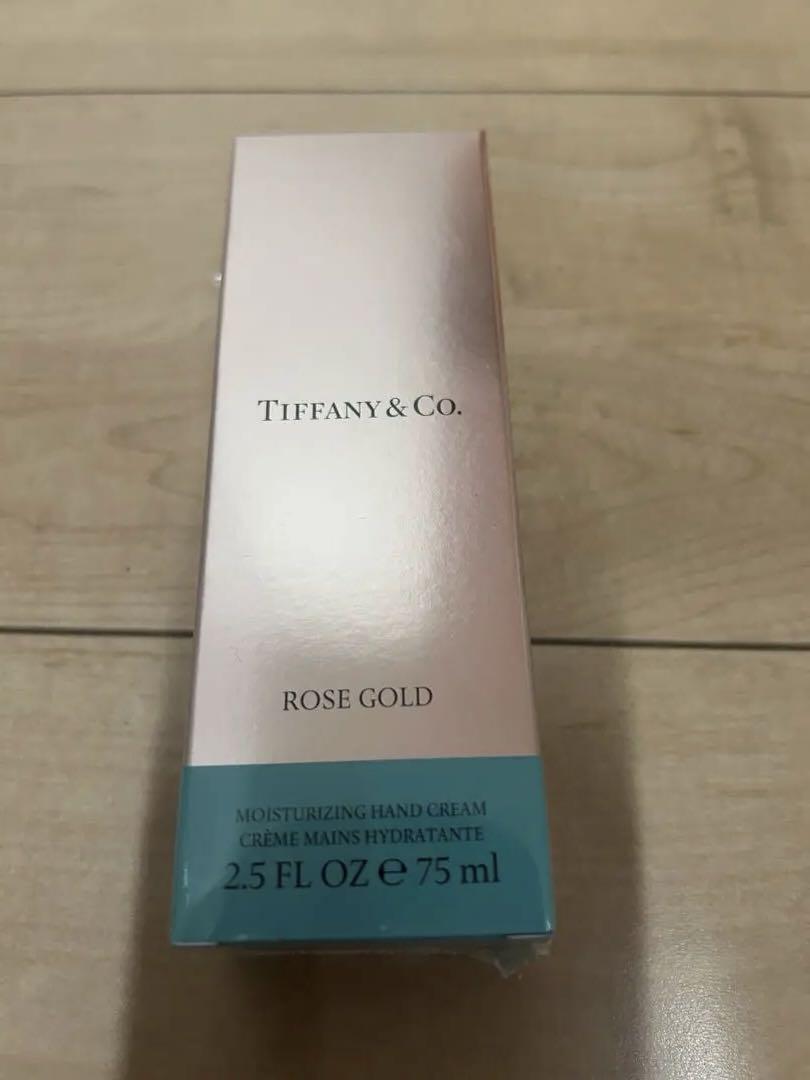 TIFFANY & CO.
ROSE GOLD
MOISTURIZING HAND CREAM
CRÈME MAINS HYDRATANTE
2.5 FL OZ ℮ 75 ml